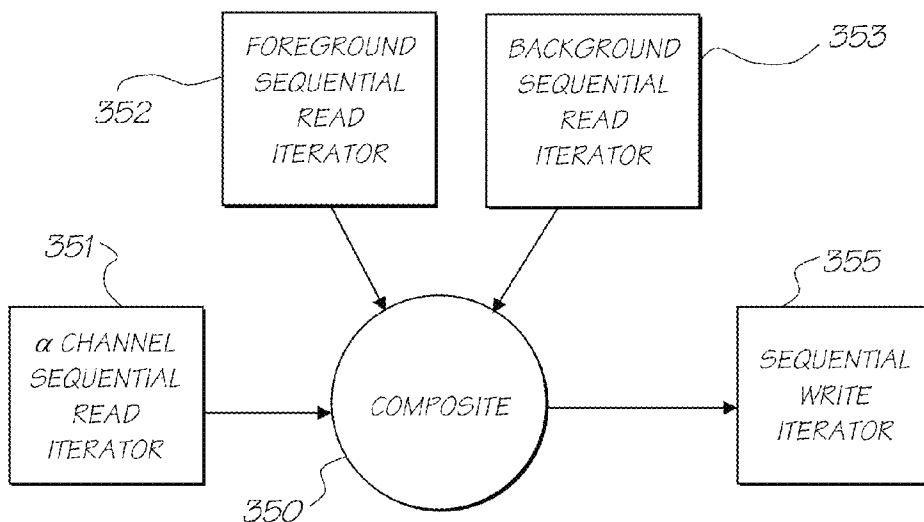 FOREGROUND
SEQUENTIAL
READ
ITERATOR
352
BACKGROUND
SEQUENTIAL
READ
ITERATOR
353
351
α CHANNEL
SEQUENTIAL
READ
ITERATOR
COMPOSITE
350
355
SEQUENTIAL
WRITE
ITERATOR